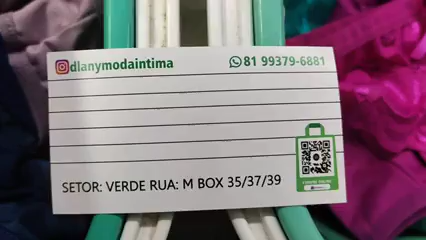 dlanymodaintima
81 99379-6881
SETOR: VERDE RUA: M BOX 35/37/39